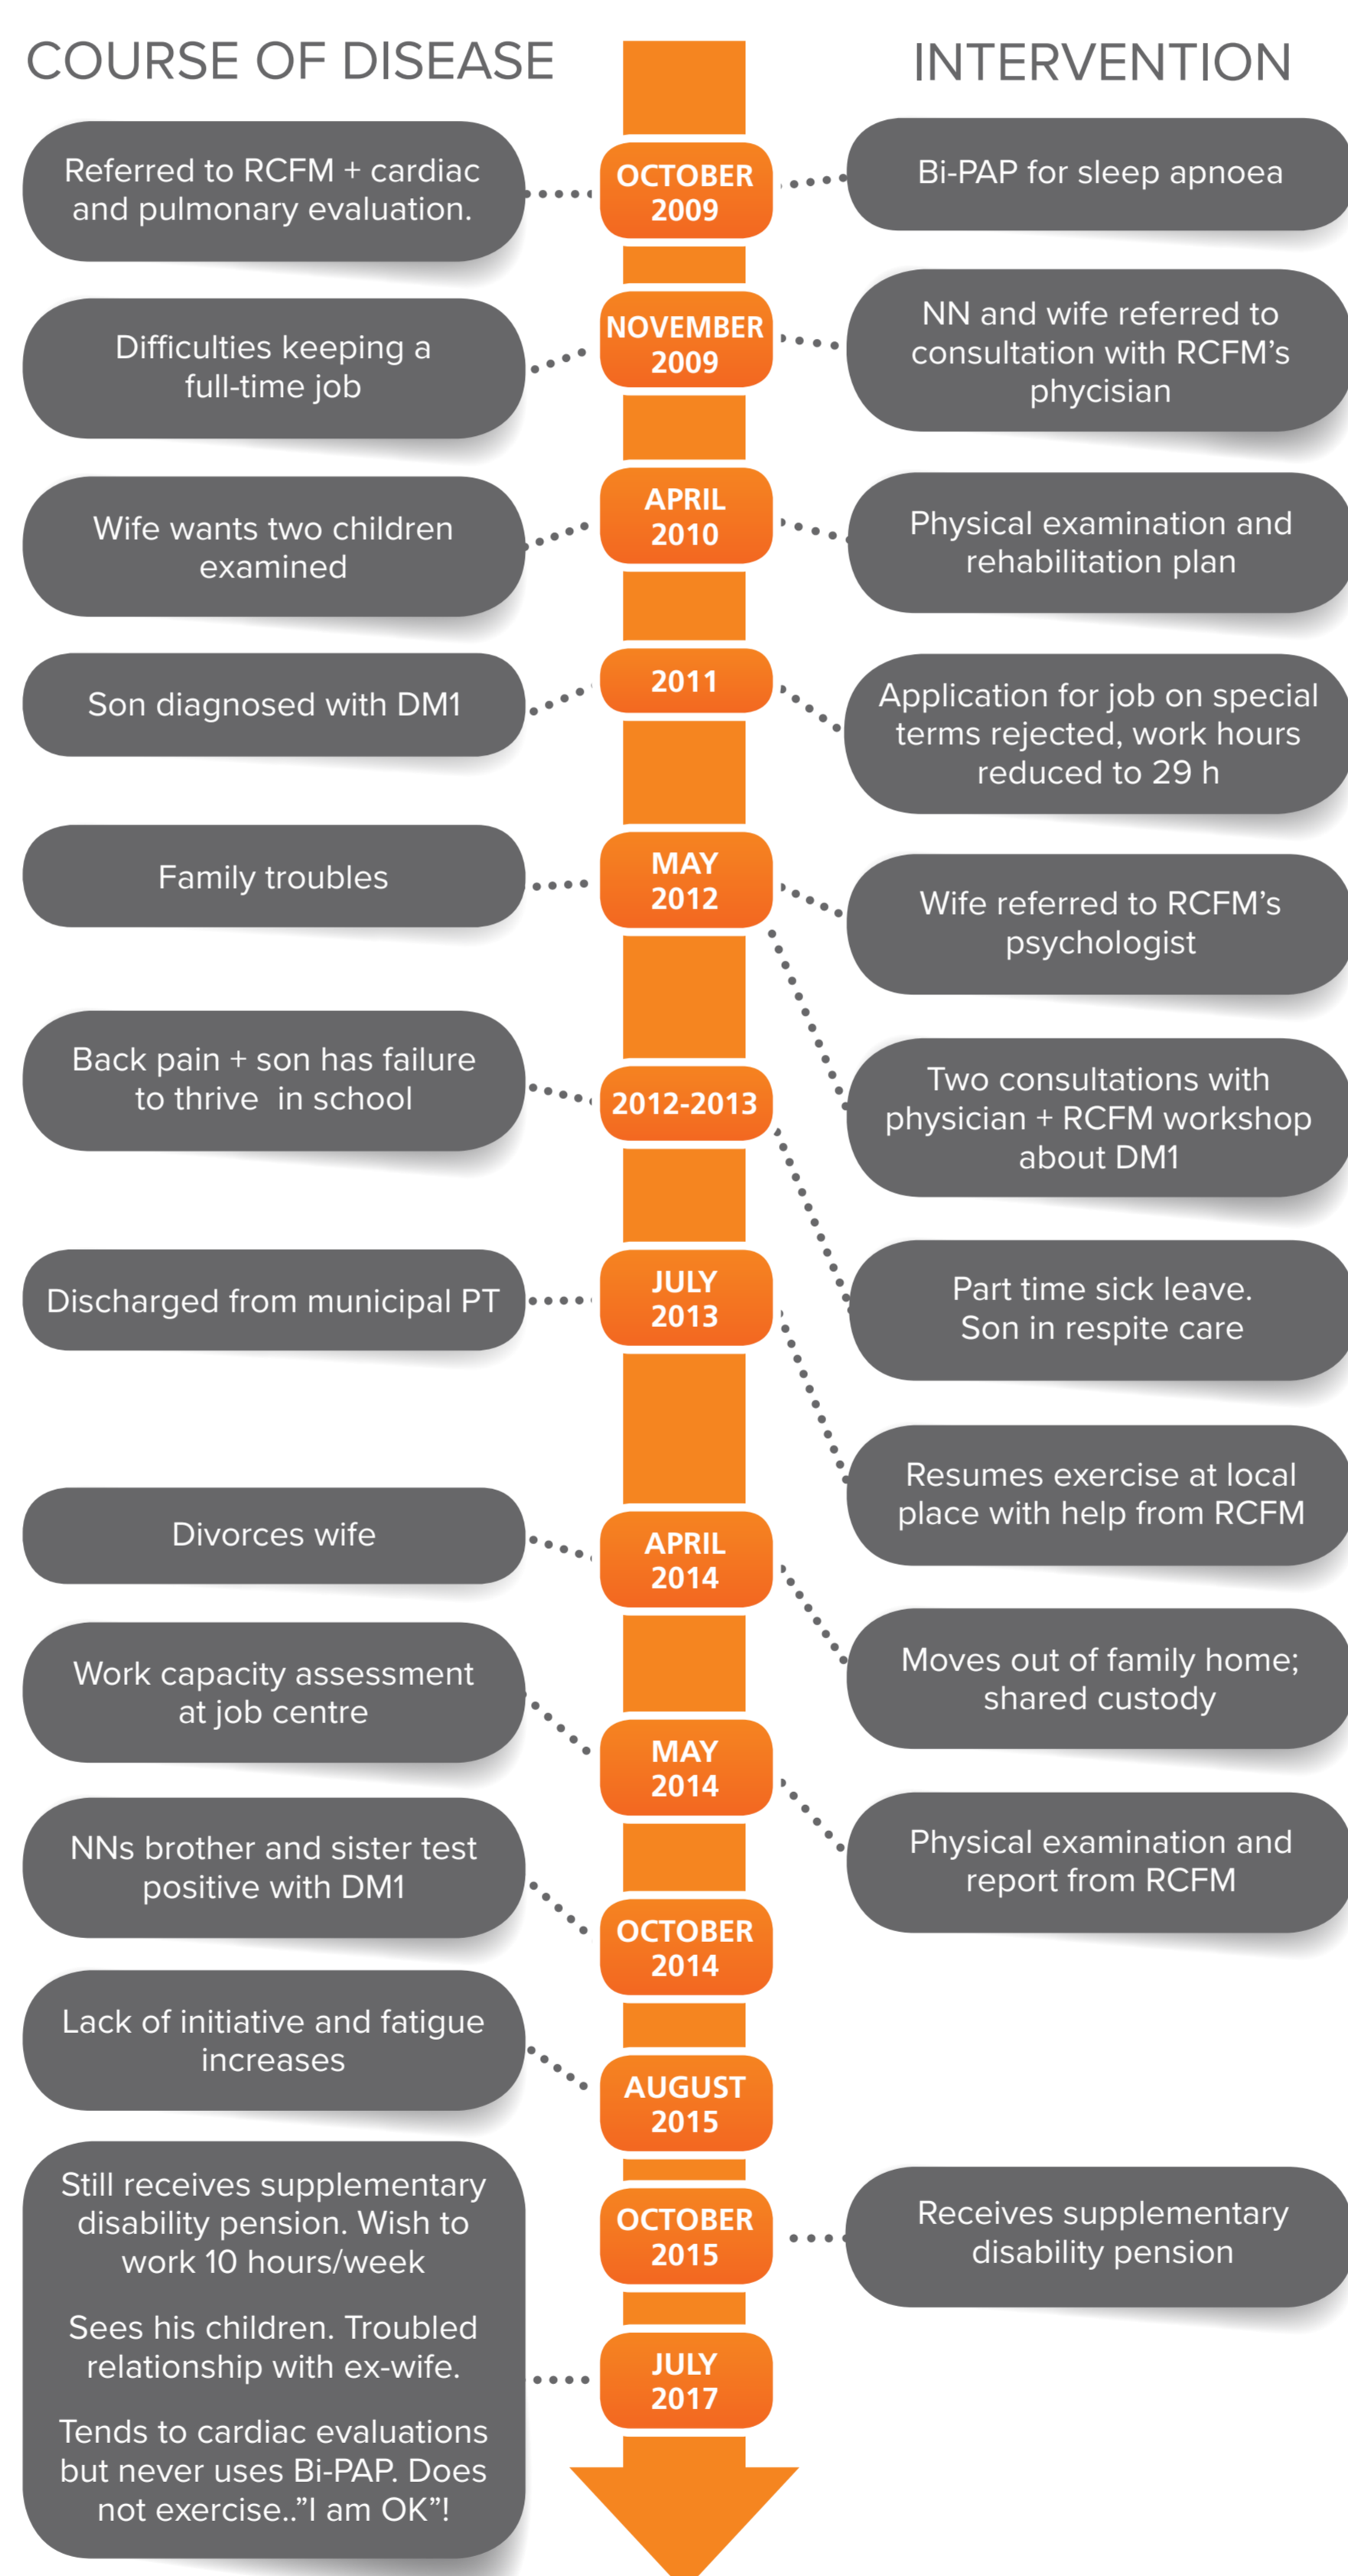 COURSE OF DISEASE
INTERVENTION
Referred to RCFM + cardiac
and pulmonary evaluation.
OCTOBER
2009
Bi-PAP for sleep apnoea
Difficulties keeping a
full-time job
NOVEMBER
2009
NN and wife referred to
consultation with RCFM's
phycisian
Wife wants two children
examined
APRIL
2010
Physical examination and
rehabilitation plan
Son diagnosed with DM1
2011
Application for job on special
terms rejected, work hours
reduced to 29 h
Family troubles
MAY
2012
Wife referred to RCFM's
psychologist
Two consultations with
physician + RCFM workshop
about DM1
Back pain + son has failure
to thrive in school
2012-2013
Part time sick leave.
Son in respite care
Discharged from municipal PT
JULY
2013
Resumes exercise at local
place with help from RCFM
Divorces wife
APRIL
2014
Moves out of family home;
shared custody
Work capacity assessment
at job centre
MAY
2014
Physical examination and
report from RCFM
NNs brother and sister test
positive with DM1
OCTOBER
2014
Lack of initiative and fatigue
increases
AUGUST
2015
OCTOBER
2015
Receives supplementary
disability pension
Still receives supplementary
disability pension. Wish to
work 10 hours/week
Sees his children. Troubled
relationship with ex-wife.
Tends to cardiac evaluations
but never uses Bi-PAP. Does
not exercise.."I am OK"!
JULY
2017